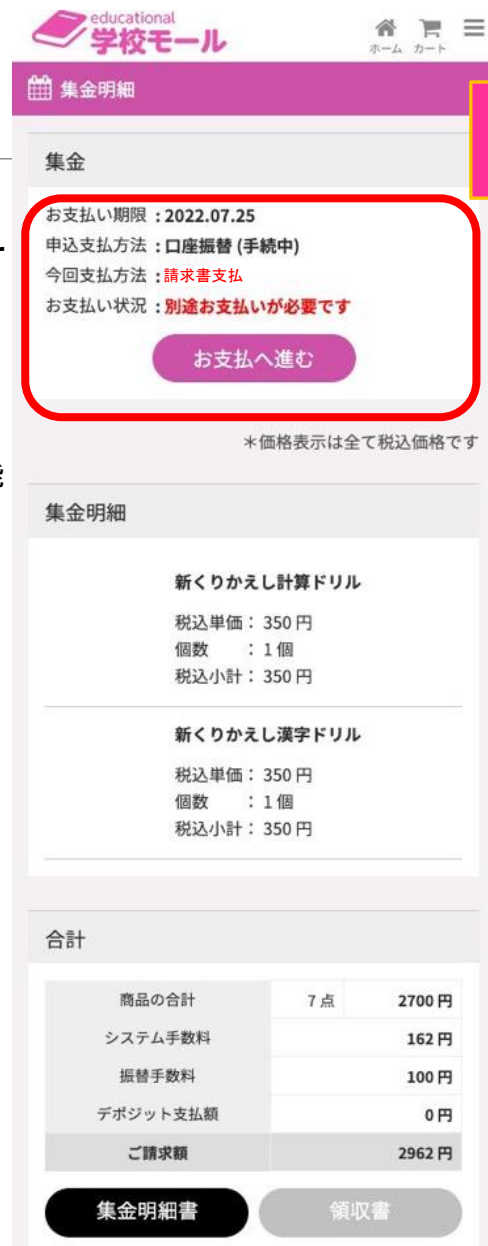 educational
学校モール
ホーム カート
集金明細
集金
お支払い期限 : 2022.07.25
申込支払方法 : 口座振替 (手続中)
今回支払方法 : 請求書支払
お支払い状況 : 別途お支払いが必要です
お支払へ進む
＊価格表示は全て税込価格です
集金明細
新くりかえし計算ドリル
税込単価： 350 円
個数 ： 1 個
税込小計： 350 円
新くりかえし漢字ドリル
税込単価： 350 円
個数 ： 1 個
税込小計： 350 円
合計
商品の合計 7 点 2700 円
システム手数料 162 円
振替手数料 100 円
デポジット支払額 0 円
ご請求額 2962 円
集金明細書 領収書